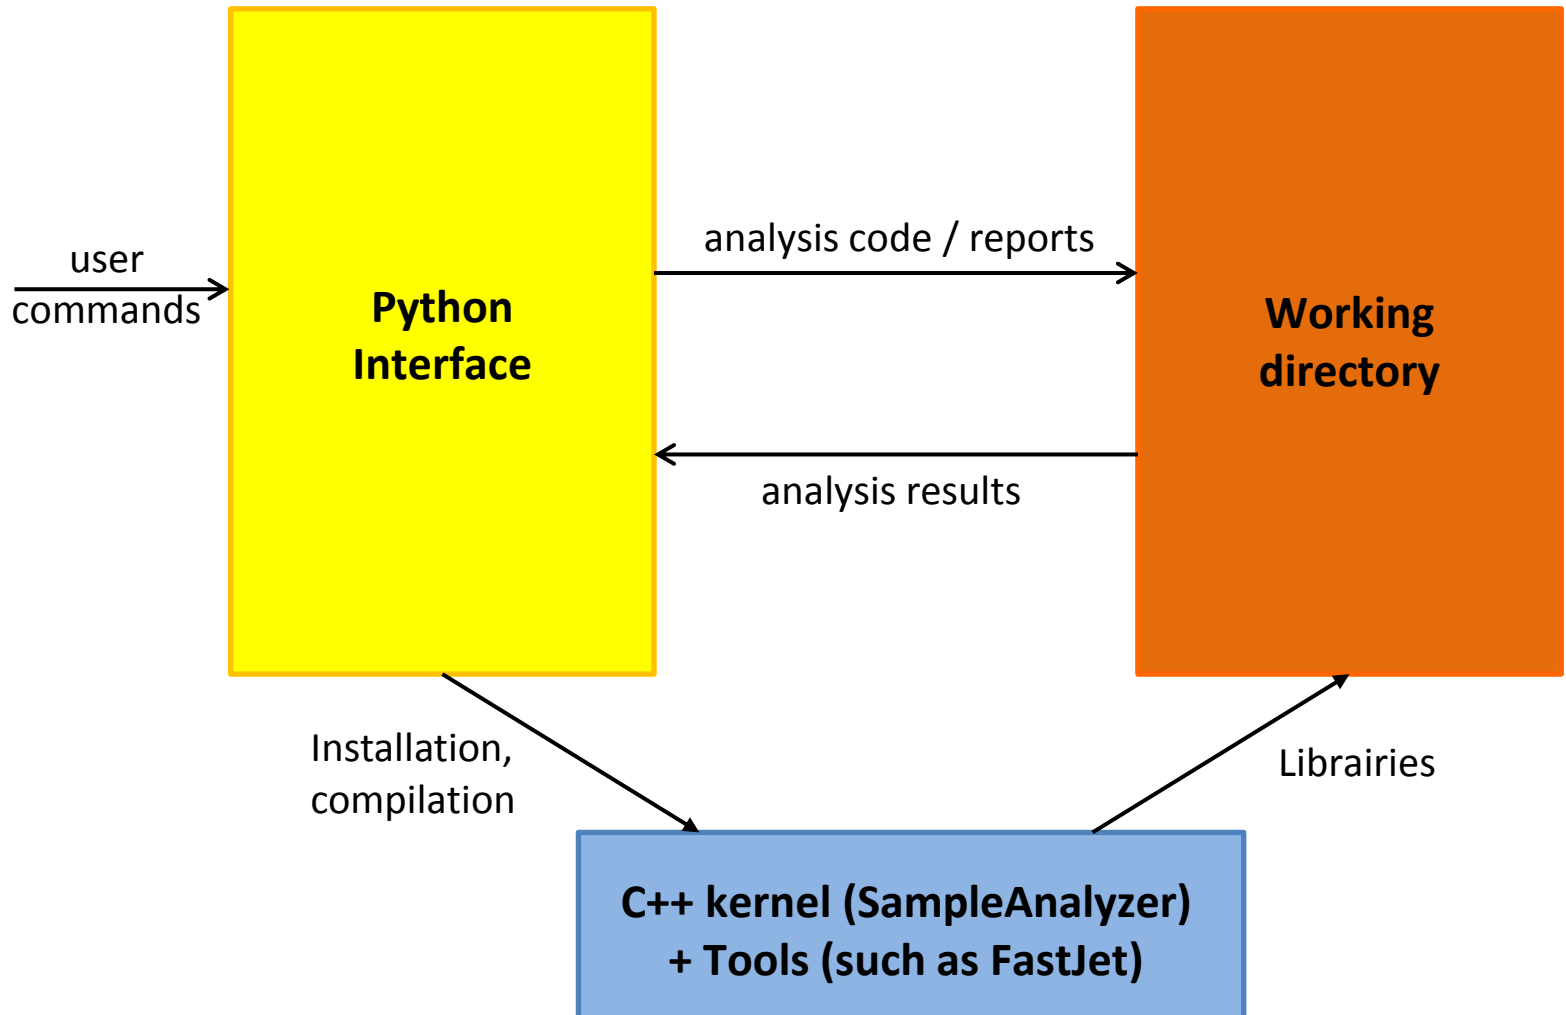 user
commands
Python
Interface
analysis code / reports
analysis results
Working
directory
Installation,
compilation
Librairies
C++ kernel (SampleAnalyzer)
+ Tools (such as FastJet)